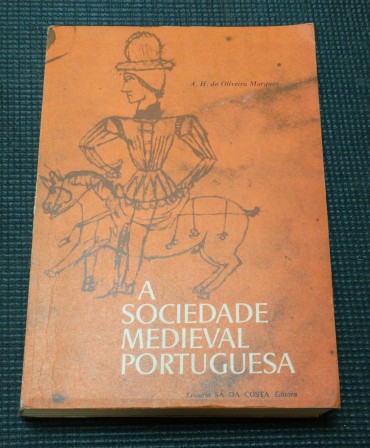 A. H. de Oliveira Marques
A
SOCIEDADE
MEDIEVAL
PORTUGUESA
Livraria SÁ DA COSTA Editora